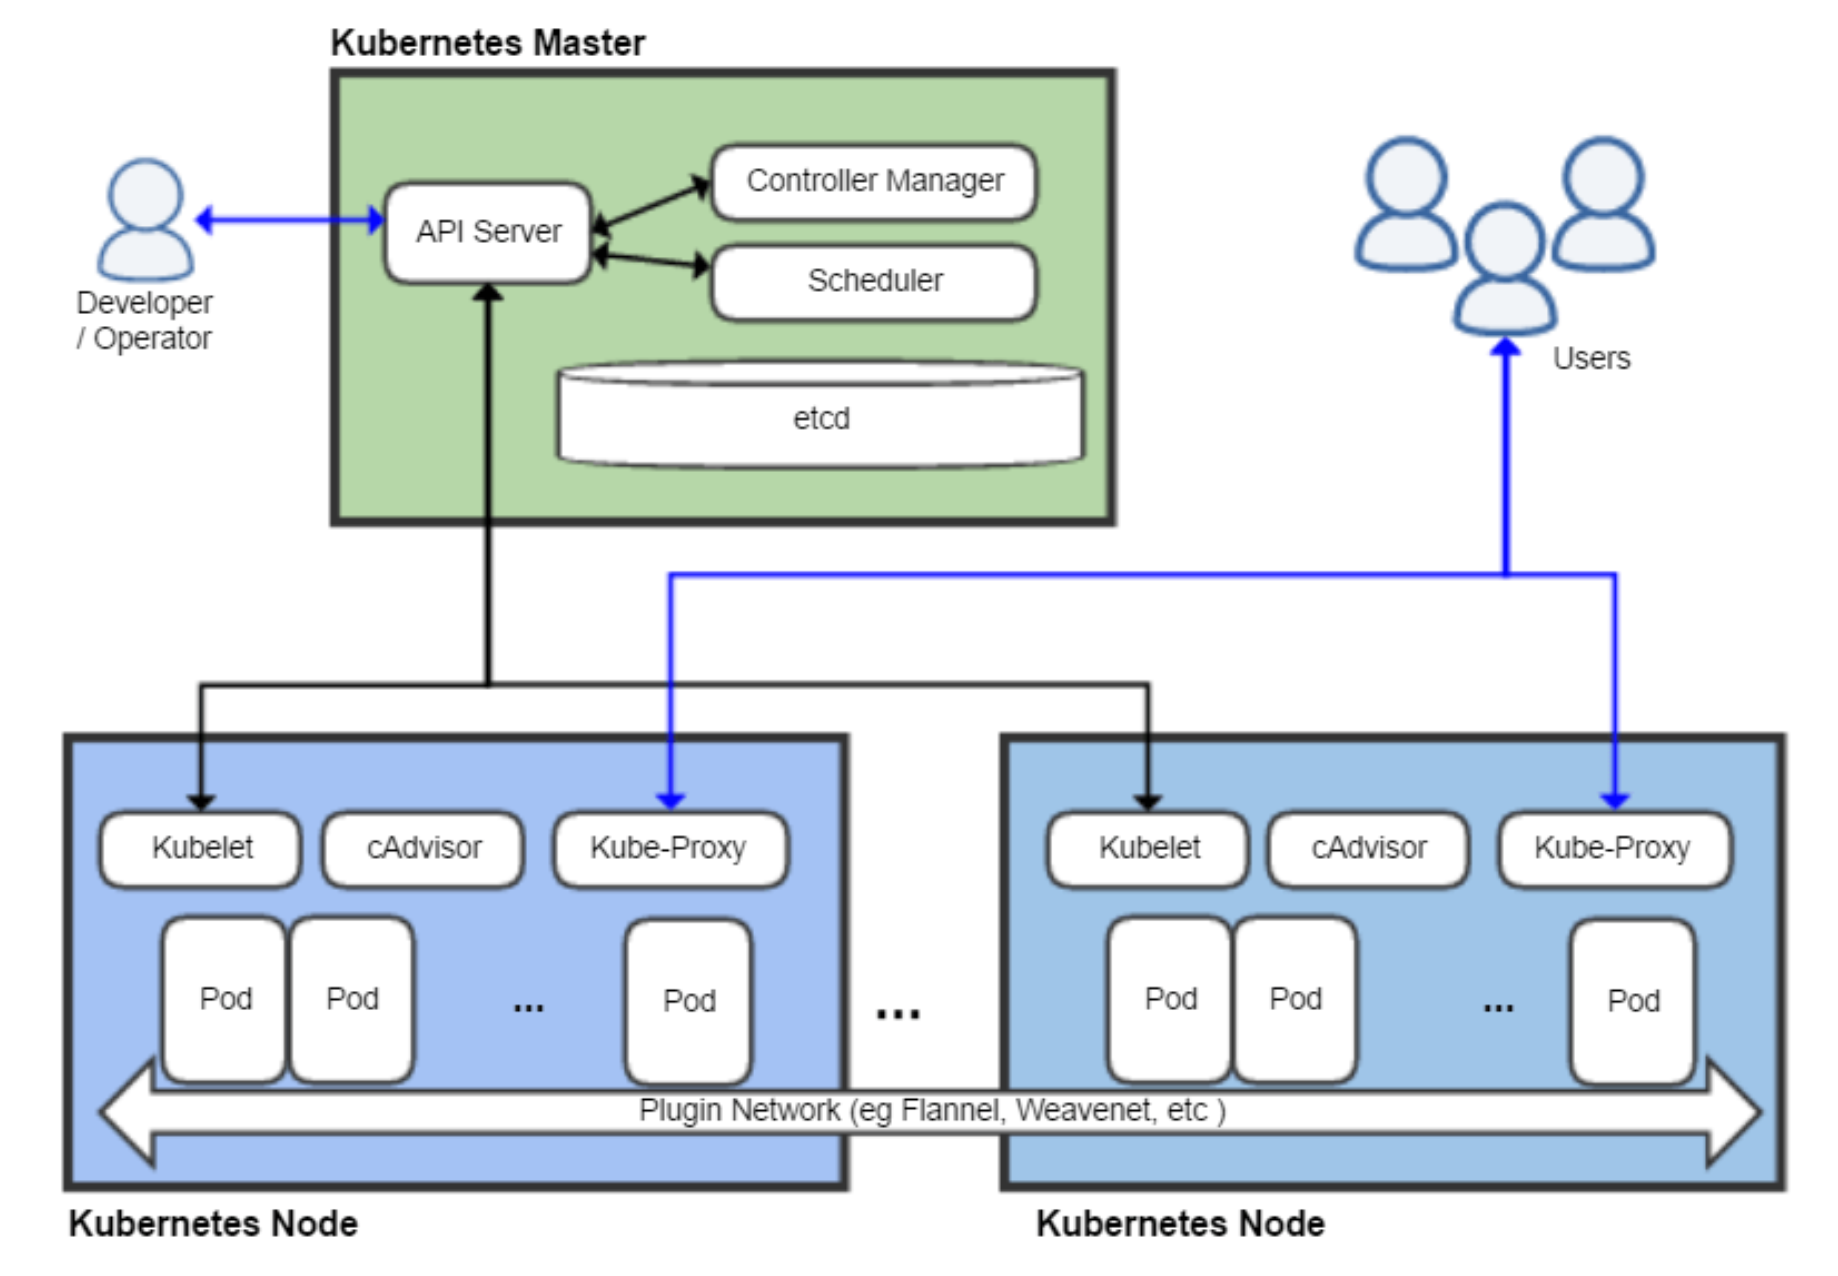 Kubernetes Master
Controller Manager
API Server
Scheduler
etcd
Developer
/ Operator
Users
Kubelet
cAdvisor
Kube-Proxy
Pod
Pod
...
Pod
...
Kubelet
cAdvisor
Kube-Proxy
Pod
Pod
...
Pod
Plugin Network (eg Flannel, Weavenet, etc )
Kubernetes Node
Kubernetes Node